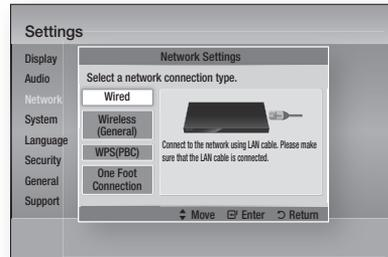 Settings
Display
Audio
Network
System
Language
Security
General
Support
Network Settings
Select a network connection type.
Wired
Wireless
(General)
WPS(PBC)
One Foot
Connection
Connect to the network using LAN cable. Please make
sure that the LAN cable is connected.
Move Enter Return